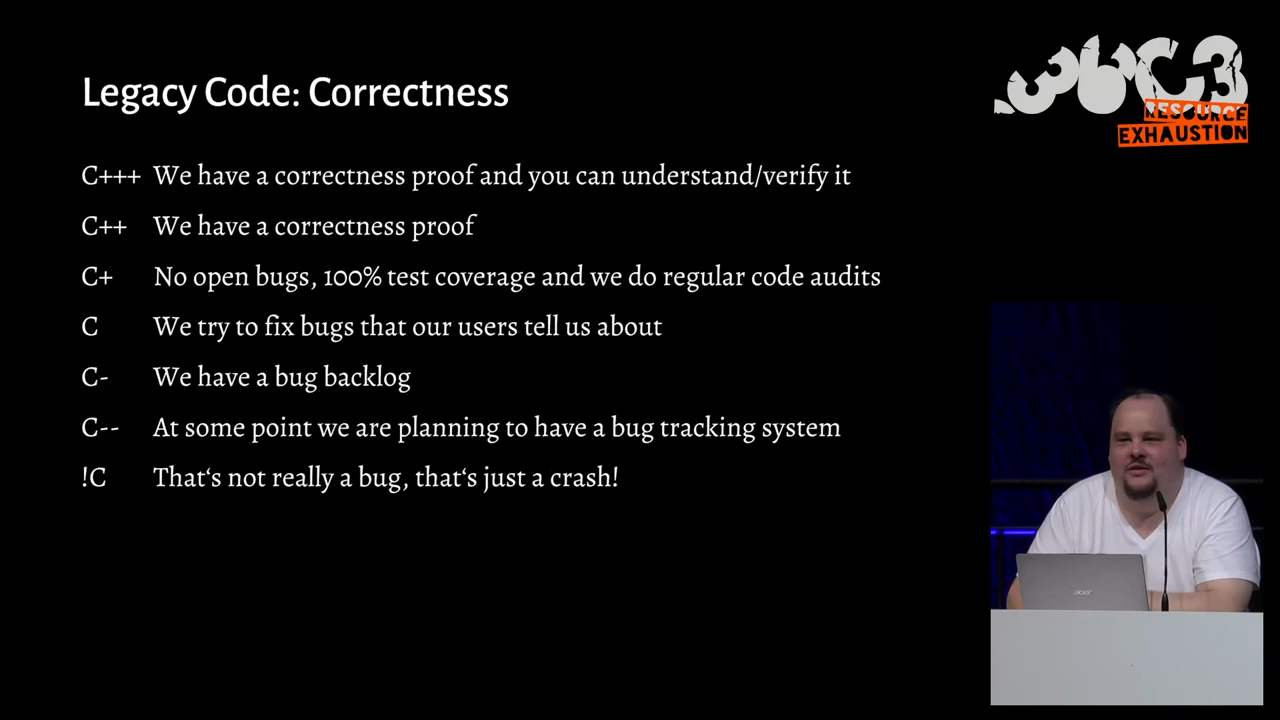 Legacy Code: Correctness
36C3
RESOURCE
EXHAUSTION
C+++ We have a correctness proof and you can understand/verify it
C++ We have a correctness proof
C+ No open bugs, 100% test coverage and we do regular code audits
C We try to fix bugs that our users tell us about
C- We have a bug backlog
C-- At some point we are planning to have a bug tracking system
!C That‘s not really a bug, that‘s just a crash!
acer